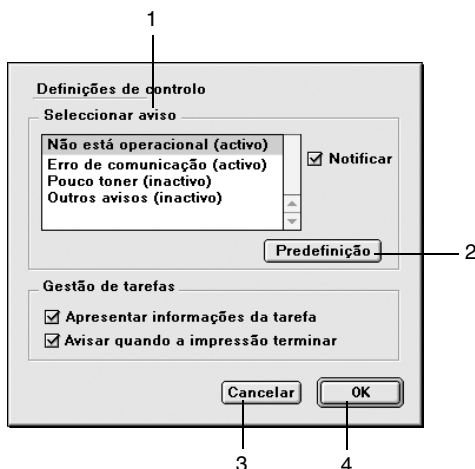 1
Definições de controlo
Seleccionar aviso
Não está operacional (activo)
Erro de comunicação (activo)
Pouco toner (inactivo)
Outros avisos (inactivo)
Notificar
Predefinição
2
Gestão de tarefas
Apresentar informações da tarefa
Avisar quando a impressão terminar
Cancelar
OK
3
4